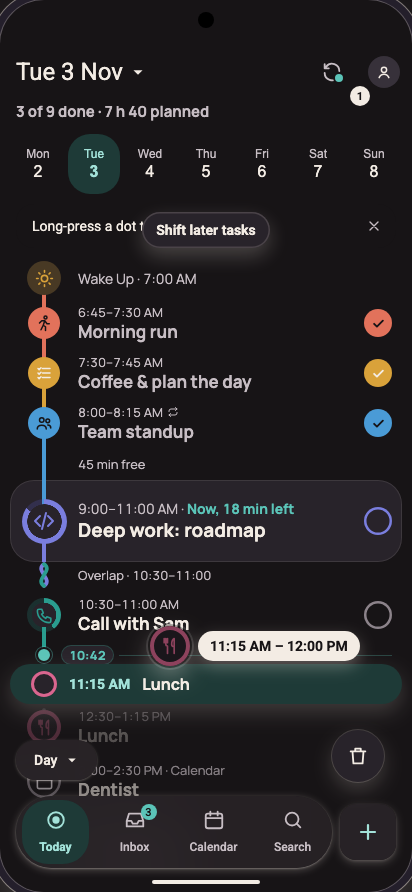 Tue 3 Nov
1
3 of 9 done · 7 h 40 planned
Mon Tue Wed Thu Fri Sat Sun
2 3 4 5 6 7 8
Long-press a dot
Shift later tasks
Wake Up · 7:00 AM
6:45–7:30 AM
Morning run
7:30–7:45 AM
Coffee & plan the day
8:00–8:15 AM
Team standup
45 min free
9:00–11:00 AM · Now, 18 min left
Deep work: roadmap
Overlap · 10:30–11:00
10:30–11:00 AM
Call with Sam
11:15 AM – 12:00 PM
10:42
11:15 AM Lunch
12:30–1:15 PM
Lunch
Day
–2:30 PM · Calendar
Dentist
3
Today Inbox Calendar Search